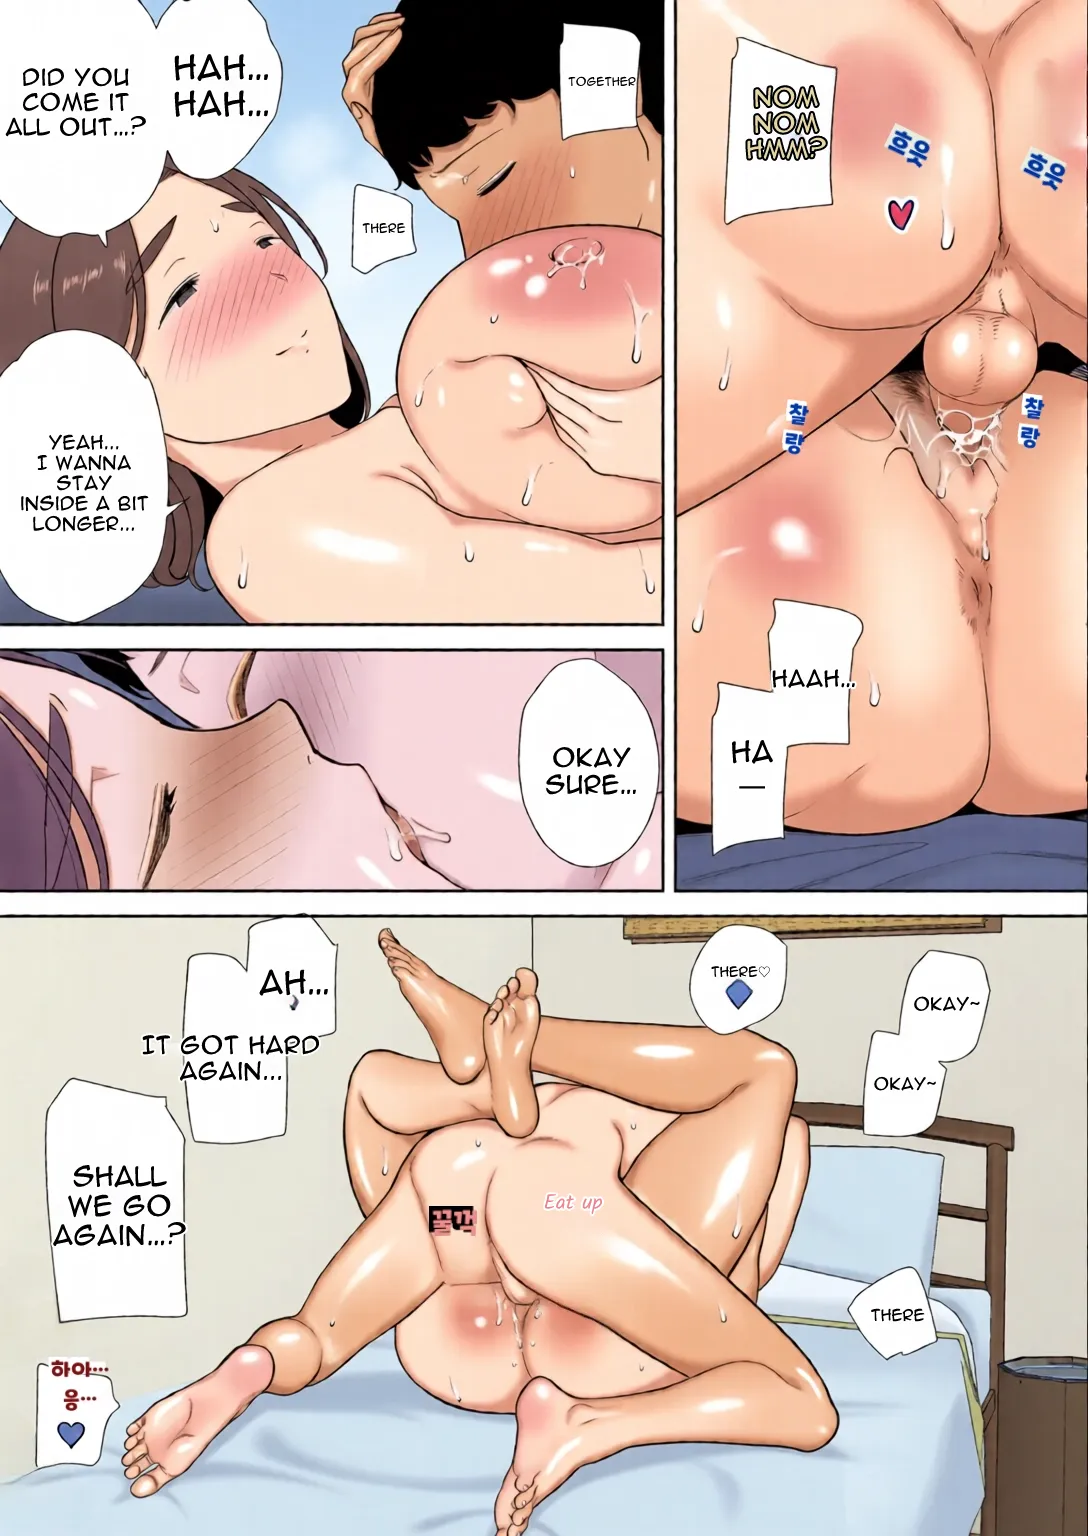 HAH...
HAH...
DID YOU
COME IT
ALL OUT...?
TOGETHER
THERE
YEAH...
I WANNA
STAY
INSIDE A BIT
LONGER...
NOM
NOM
HMM?
흐읏
흐읏
찰
랑
찰
랑
HAAH...
HA
—
OKAY
SURE...
AH...
IT GOT HARD
AGAIN...
SHALL
WE GO
AGAIN...?
THERE♡
OKAY~
OKAY~
Eat up
꿀꺽
THERE
하아...
응...